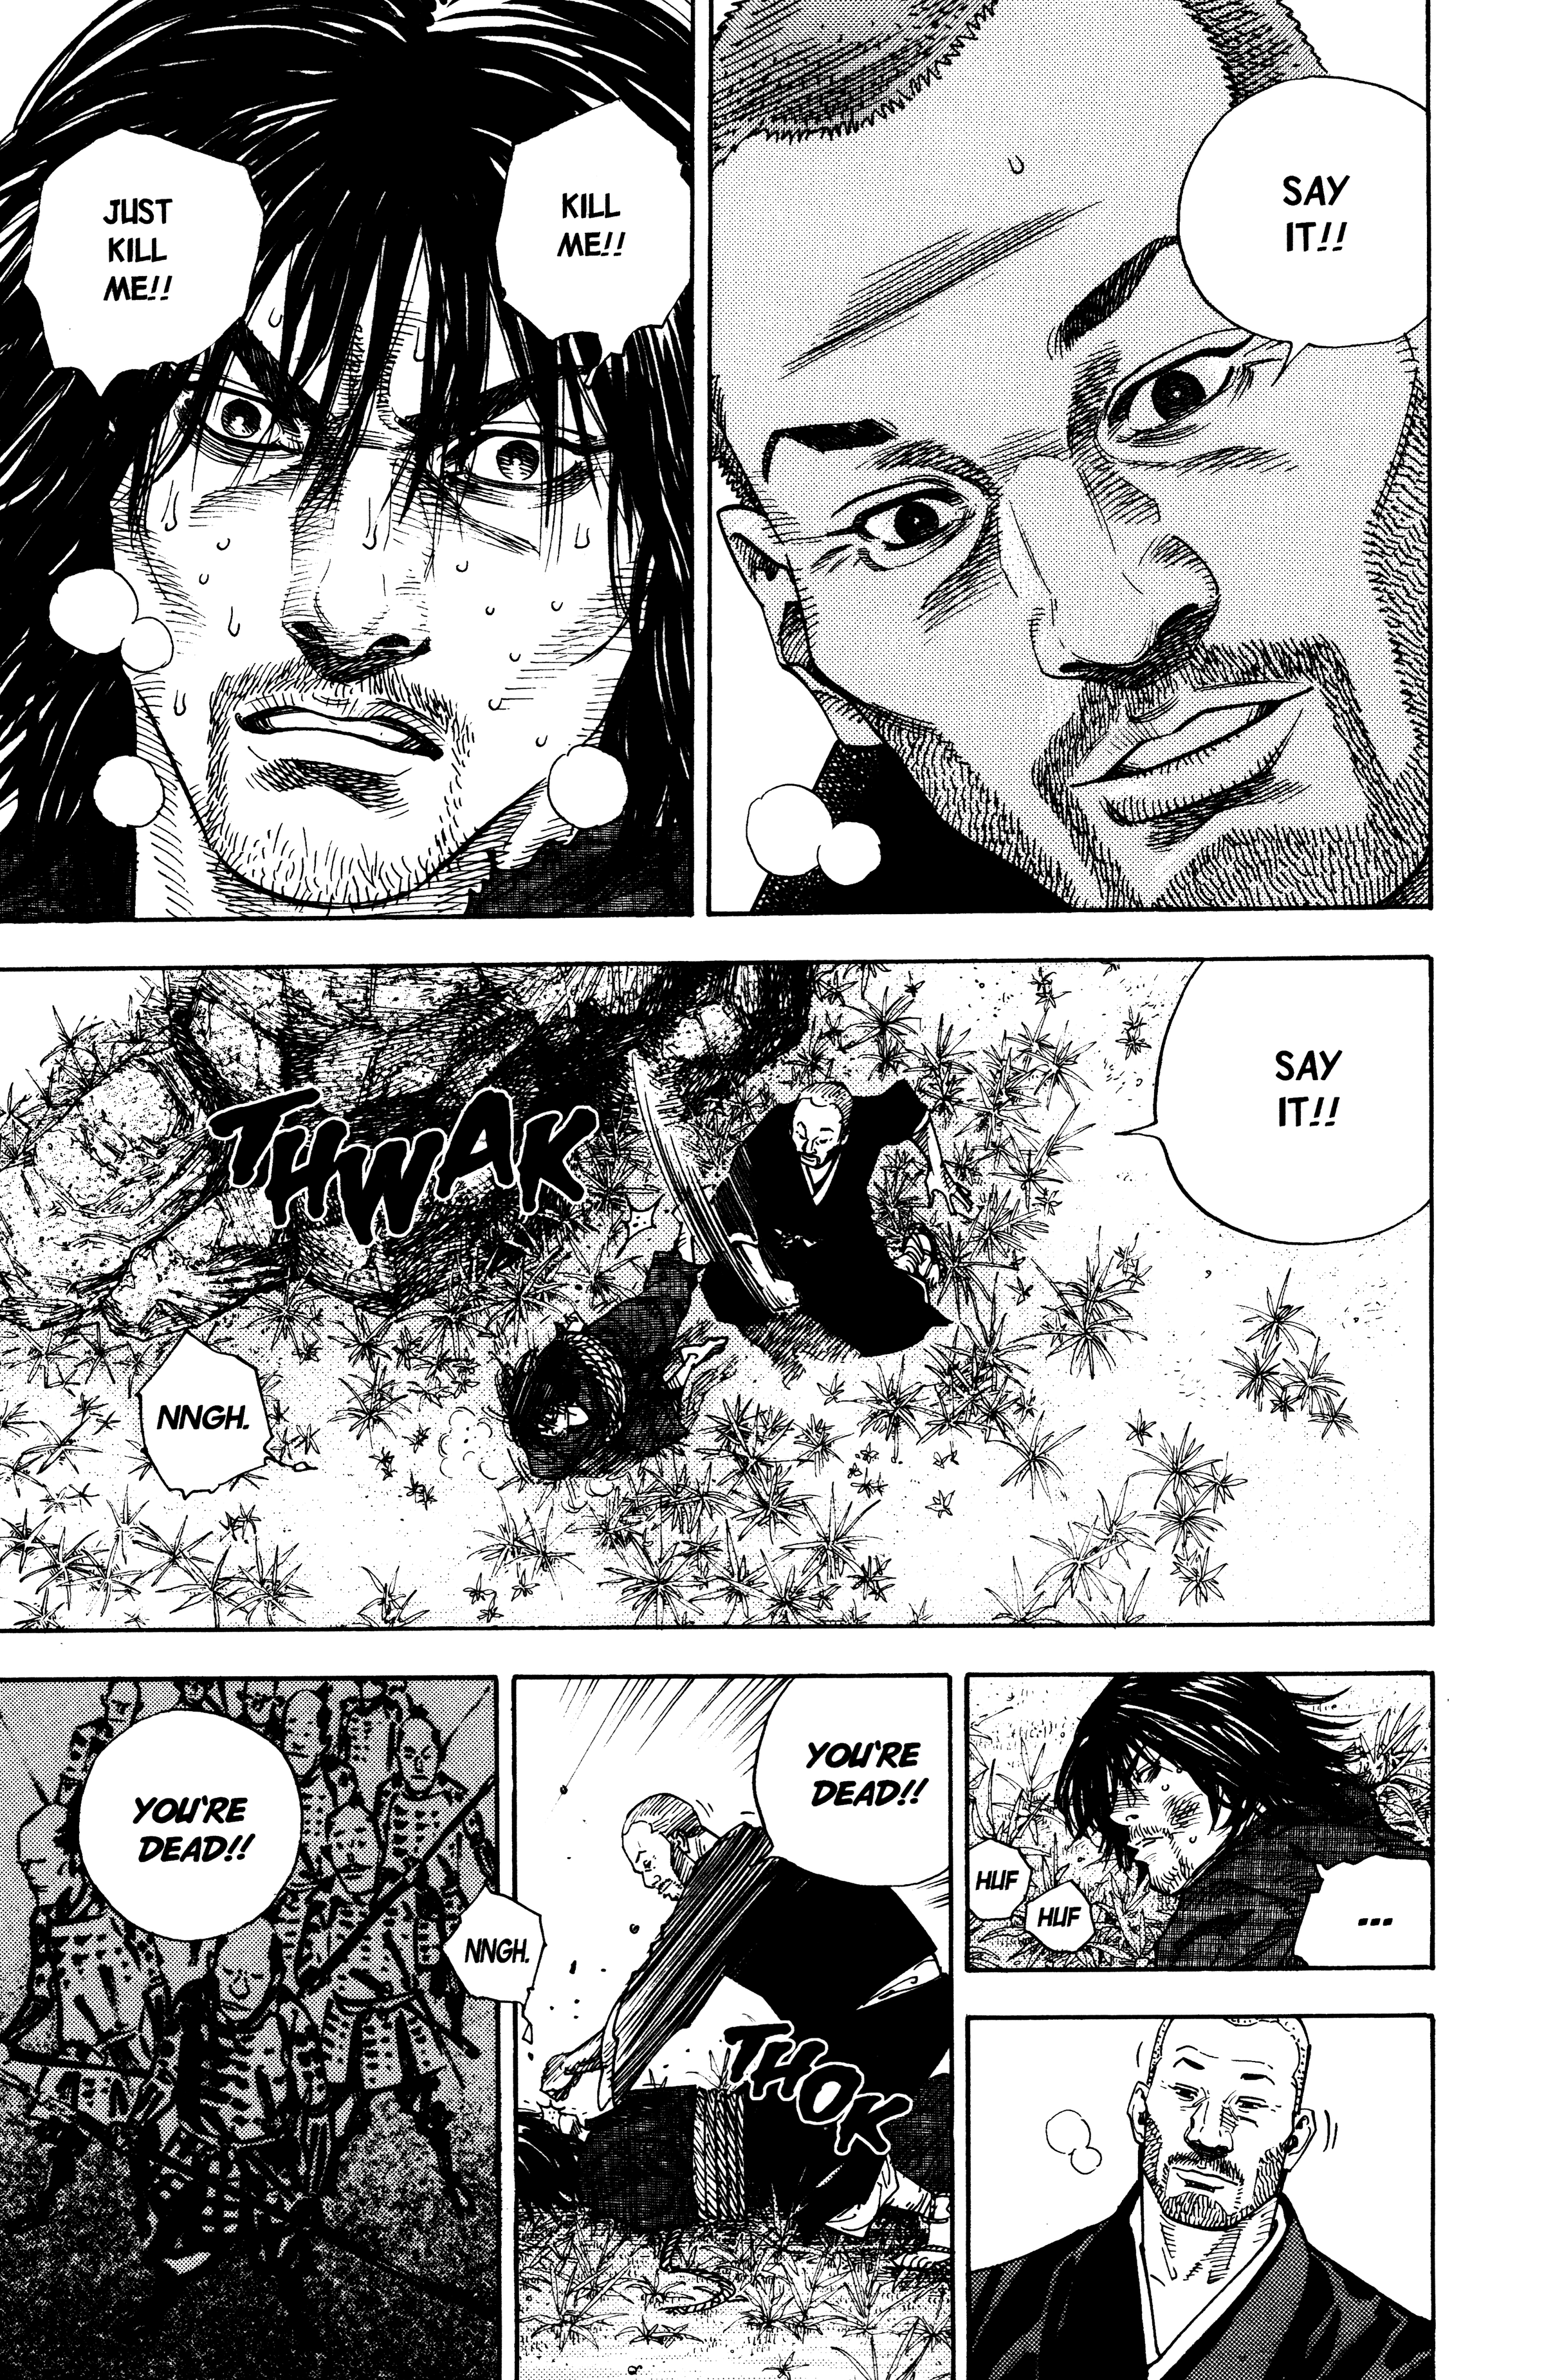 SAY
IT!!
KILL
ME!!
JUST
KILL
ME!!
SAY
IT!!
THWAK
NNGH.
...
HUF
HUF
YOU'RE
DEAD!!
THOK
NNGH.
YOU'RE
DEAD!!